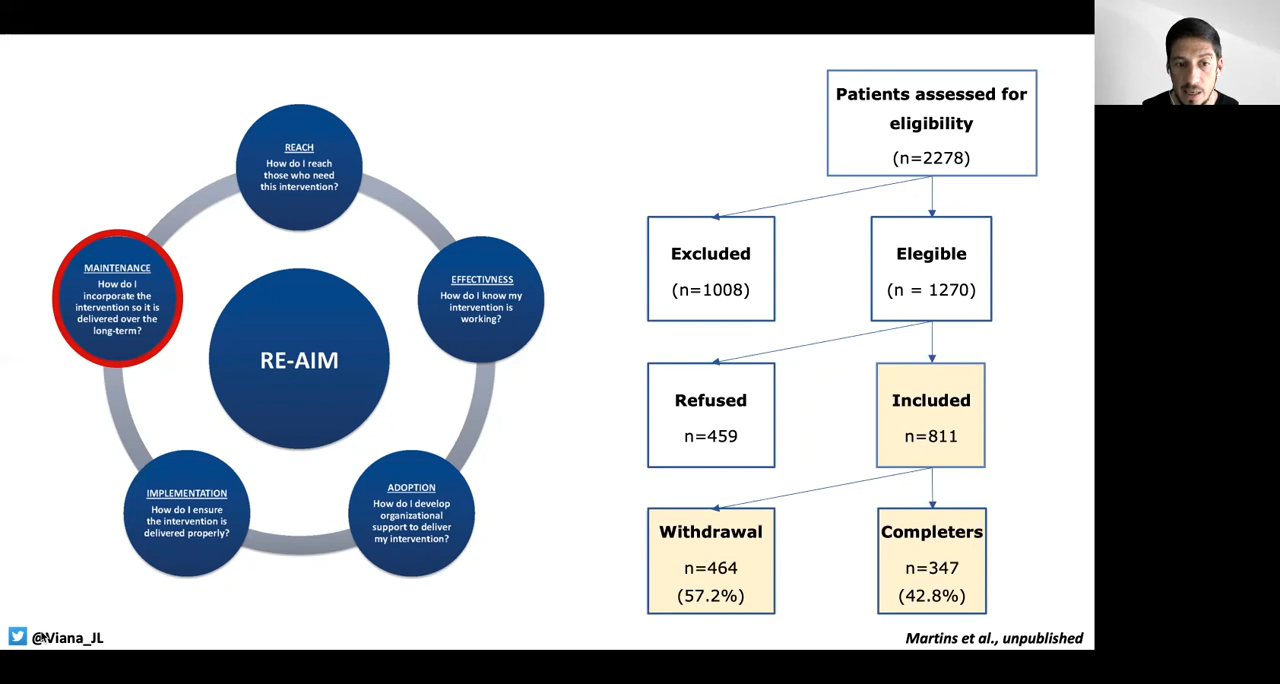 REACH
How do I reach
those who need
this intervention?
MAINTENANCE
How do I
incorporate the
intervention so it is
delivered over the
long-term?
EFFECTIVNESS
How do I know my
intervention is
working?
RE-AIM
IMPLEMENTATION
How do I ensure
the intervention is
delivered properly?
ADOPTION
How do I develop
organizational
support to deliver
my intervention?
Patients assessed for
eligibility
(n=2278)
Excluded
(n=1008)
Elegible
(n = 1270)
Refused
n=459
Included
n=811
Withdrawal
n=464
(57.2%)
Completers
n=347
(42.8%)
@Viana_JL
Martins et al., unpublished